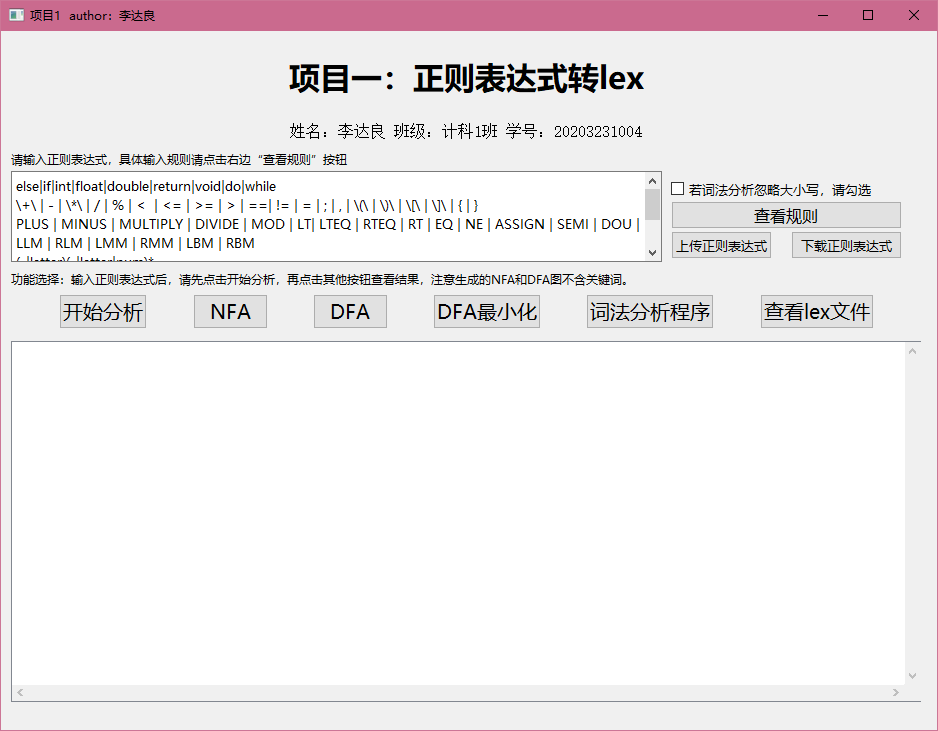 项目1 author：李达良
项目一：正则表达式转lex
姓名：李达良 班级：计科1班 学号：20203231004
请输入正则表达式，具体输入规则请点击右边“查看规则”按钮
else|if|int|float|double|return|void|do|while
\+\ | - | \*\ | / | % | < | <= | >= | > | ==| != | = | ; | , | \(\ | \)\ | \[\ | \]\ | { | }
PLUS | MINUS | MULTIPLY | DIVIDE | MOD | LT| LTEQ | RTEQ | RT | EQ | NE | ASSIGN | SEMI | DOU |
LLM | RLM | LMM | RMM | LBM | RBM
若词法分析忽略大小写，请勾选
查看规则
上传正则表达式 下载正则表达式
功能选择：输入正则表达式后，请先点击开始分析，再点击其他按钮查看结果，注意生成的NFA和DFA图不含关键词。
开始分析 NFA DFA DFA最小化 词法分析程序 查看lex文件